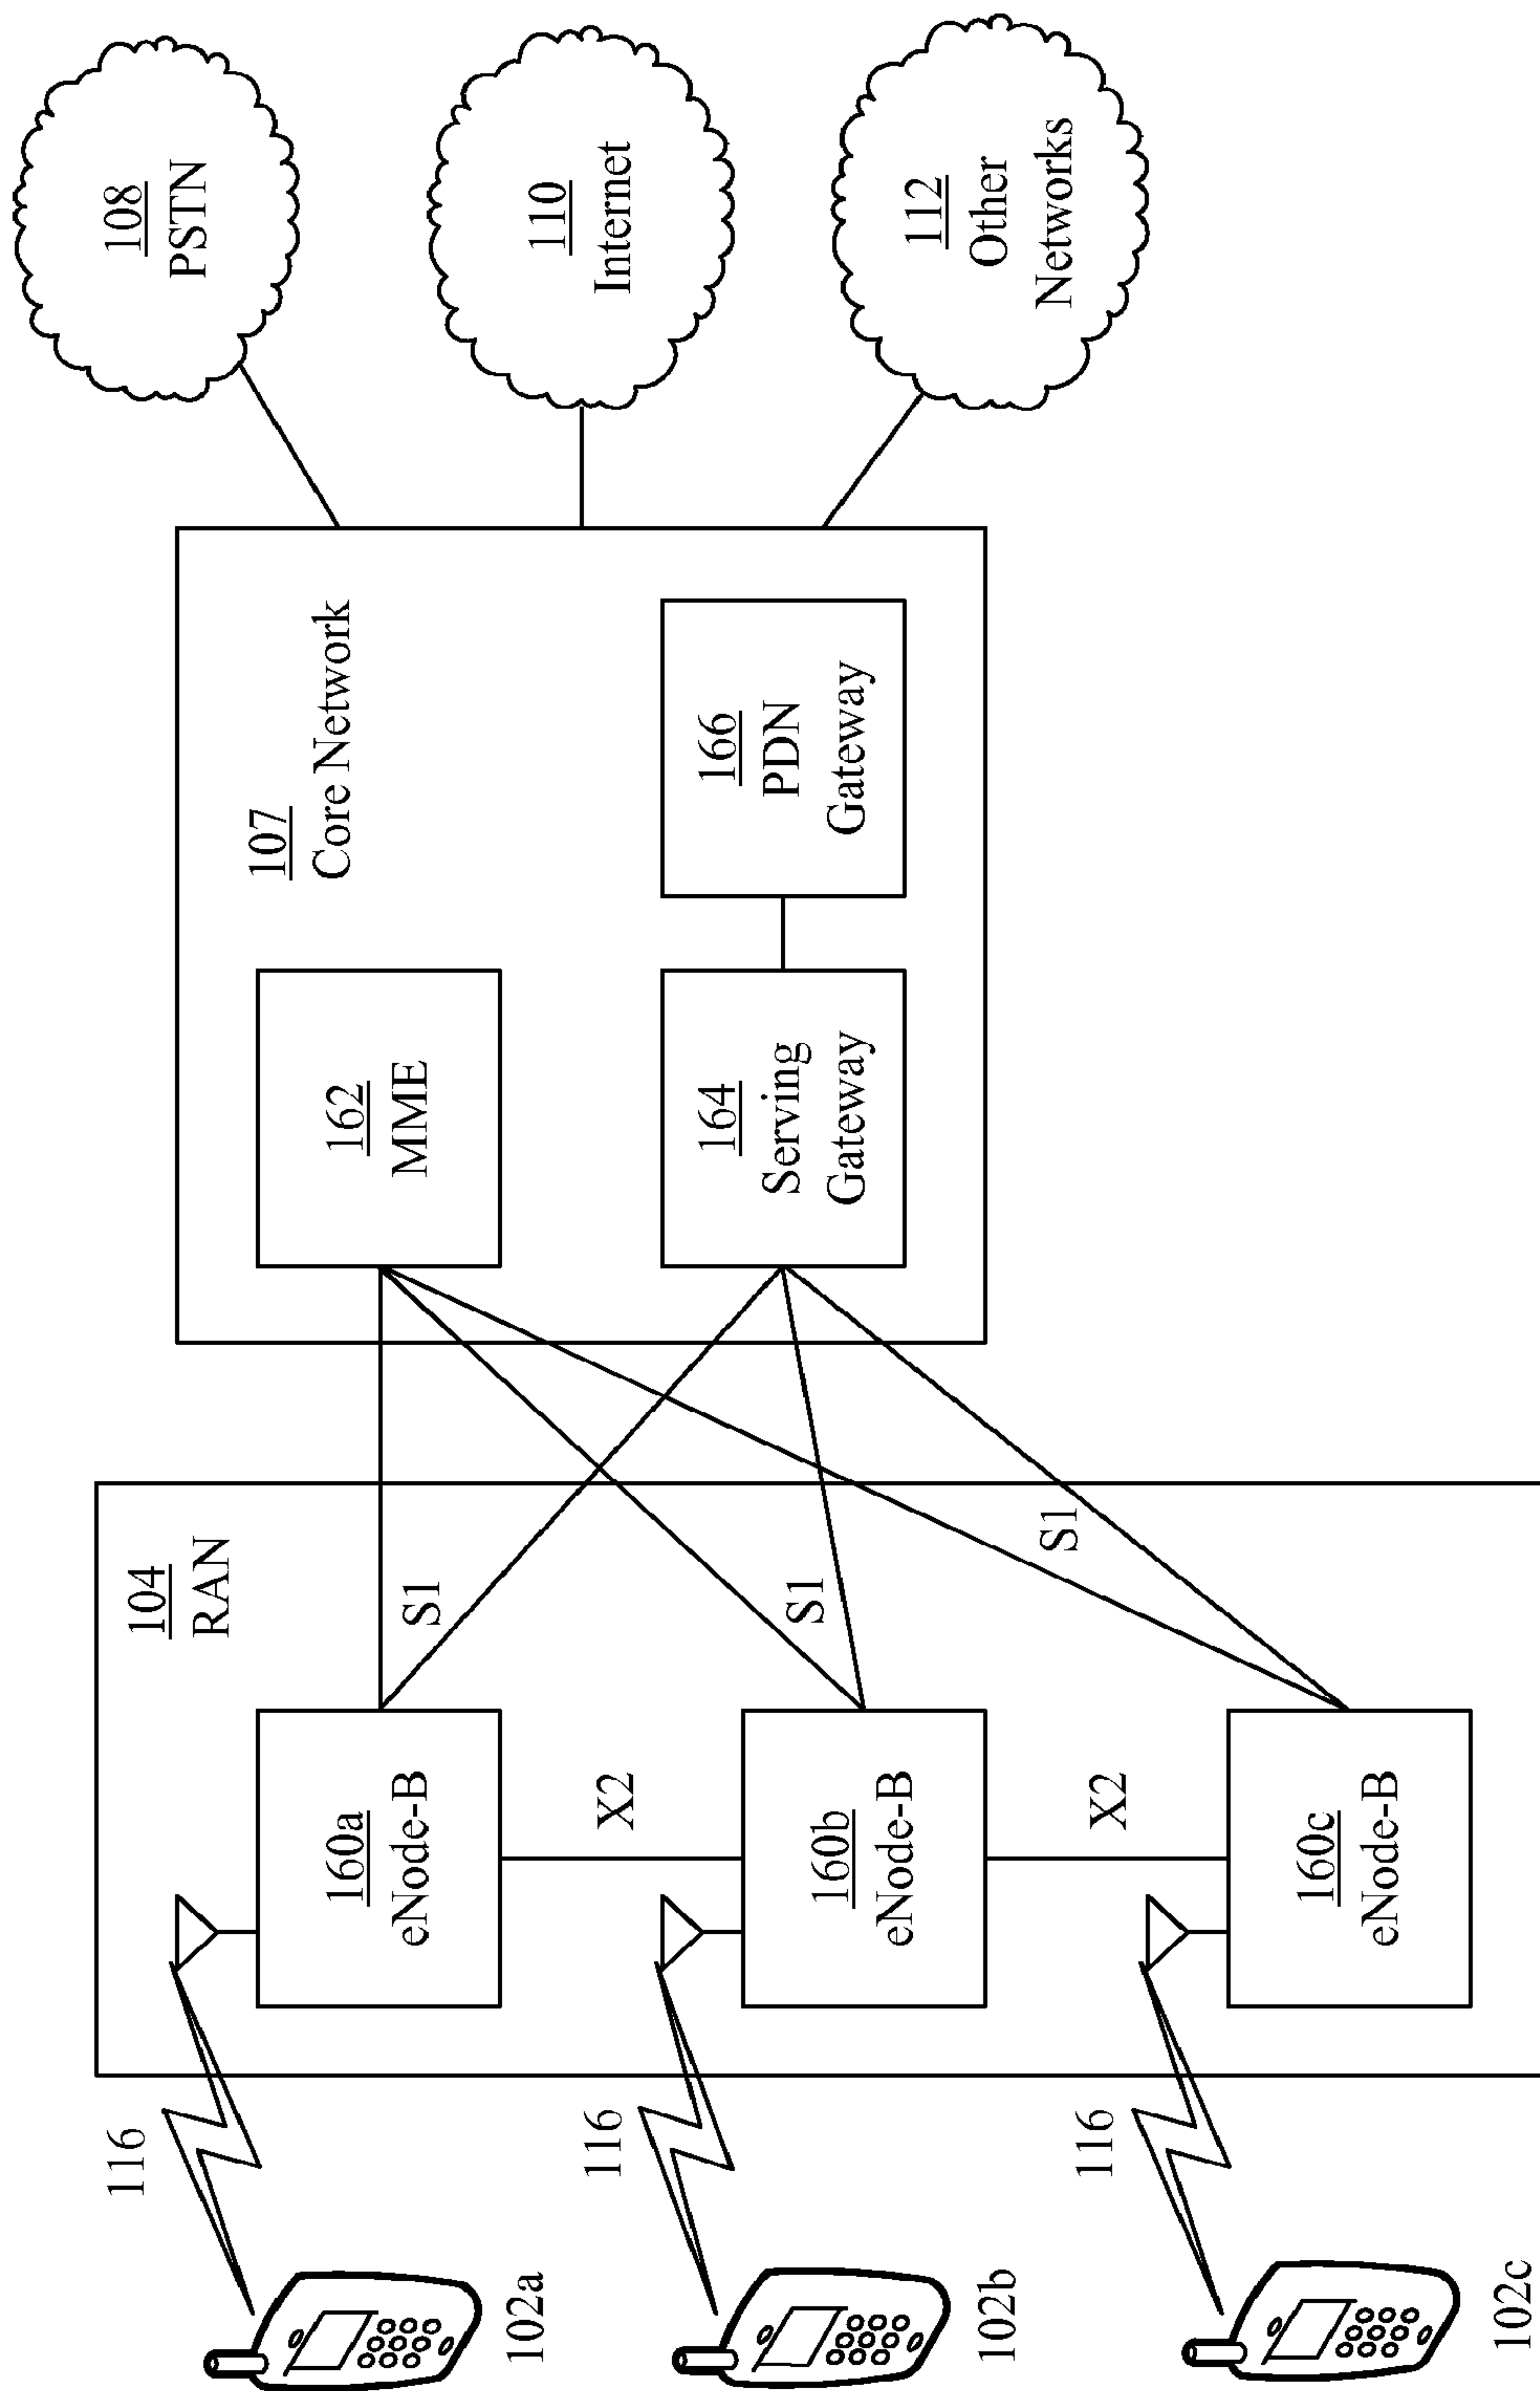 116
102a
116
102b
116
102c
104
RAN
160a
eNode-B
X2
160b
eNode-B
X2
160c
eNode-B
S1
S1
S1
107
Core Network
162
MME
164
Serving
Gateway
166
PDN
Gateway
108
PSTN
110
Internet
112
Other
Networks